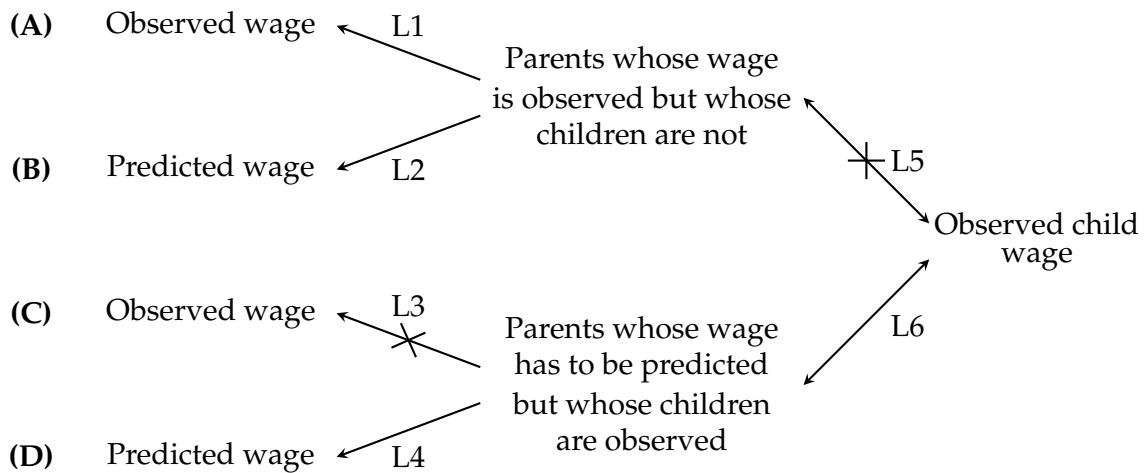 (A) Observed wage
L1
Parents whose wage
is observed but whose
children are not
(B) Predicted wage
L2
L5
Observed child
wage
(C) Observed wage
L3
Parents whose wage
has to be predicted
but whose children
are observed
L6
(D) Predicted wage
L4